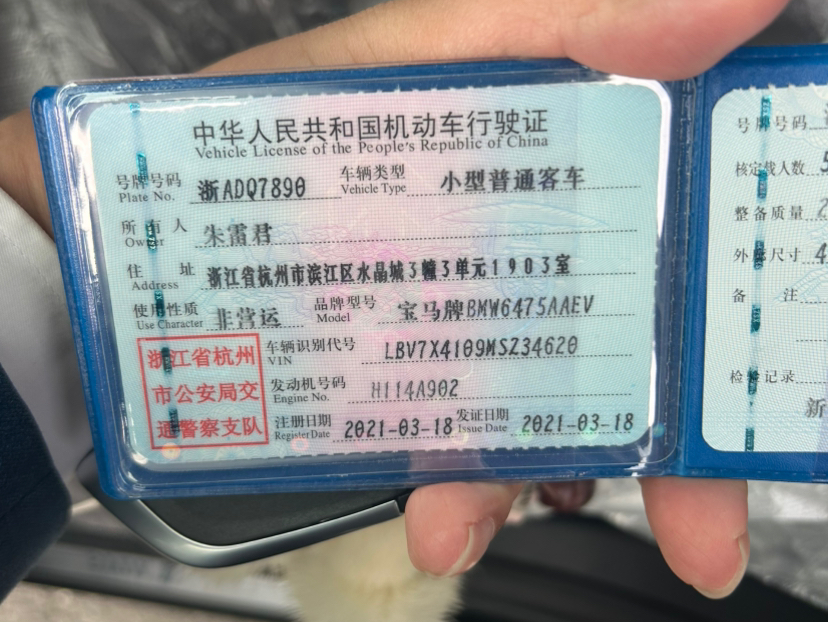 中华人民共和国机动车行驶证
Vehicle License of the People's Republic of China
号牌号码 浙ADQ7890 车辆类型 小型普通客车
Plate No. Vehicle Type
所有人 朱雷君
Owner
住址 浙江省杭州市滨江区水晶城3幢3单元1903室
Address
使用性质 非营运 品牌型号 宝马牌BMW6475AAEV
Use Character Model
浙江省杭州
市公安局交
通警察支队
车辆识别代号 LBV7X4109MSZ34620
VIN
发动机号码 H114A902
Engine No.
注册日期 2021-03-18 发证日期 2021-03-18
Register Date Issue Date
号牌号码
核定载人数 5
整备质量 2
外廓尺寸 4
备注
检验记录
新